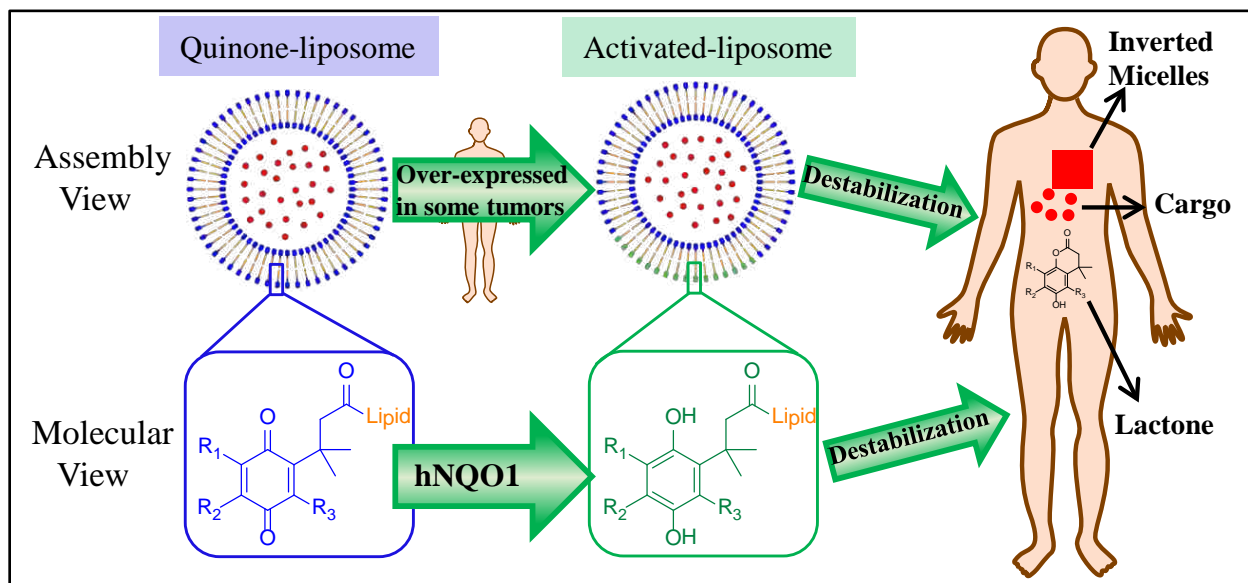 Quinone-liposome
Activated-liposome
Inverted
Micelles
Assembly
View
Over-expressed
in some tumors
Destabilization
Cargo
O
O
R1
R2
R3
OH
Lactone
Molecular
View
O
O
Lipid
R1
R2
R3
O
hNQO1
O
OH
Lipid
R1
R2
R3
OH
Destabilization